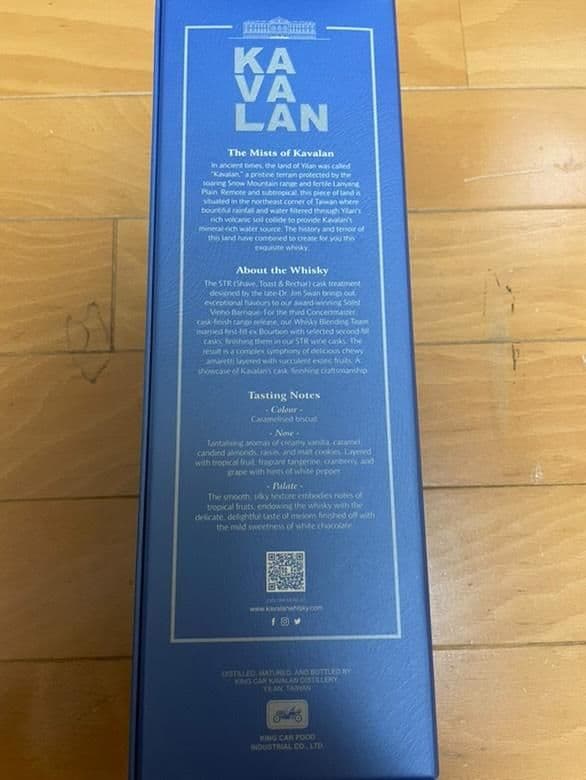 KA
VA
LAN
The Mists of Kavalan
In ancient times, the land of Yilan was called
"Kavalan," a pristine terrain protected by the
soaring Snow Mountain range and fertile Lanyang
Plain. Remote and subtropical, this piece of land is
situated in the northeast corner of Taiwan where
bountiful rainfall and water filtered through Yilan's
rich volcanic soil collide to provide Kavalan's
mineral-rich water source. The history and terroir of
this land have combined to create for you this
exquisite whisky.
About the Whisky
The STR (Shave, Toast & Rechar) cask treatment
designed by the late Dr. Jim Swan brings out
exceptional flavours to our award-winning Solist
Vinho Barrique. For the third Concertmaster
cask-finish range release, our Whisky Blending Team
married first-fill ex-Bourbon with selected second-fill
casks, finishing them in our STR wine casks. The
result is a complex symphony of delicious chewy
amaretti layered with succulent exotic fruits. A
showcase of Kavalan's cask-finishing craftsmanship.
Tasting Notes
- Colour -
Caramelised biscuit
- Nose -
Tantalising aromas of creamy vanilla, caramel,
candied almonds, raisin, and malt cookies. Layered
with tropical fruit, fragrant tangerine, cranberry, and
grape with hints of white pepper
- Palate -
The smooth, silky texture embodies notes of
tropical fruits, endowing the whisky with the
delicate, delightful taste of melons finished off with
the mild sweetness of white chocolate
www.kavalanwhisky.com
DISTILLED, MATURED, AND BOTTLED BY
KING CAR KAVALAN DISTILLERY,
YILAN, TAIWAN
KING CAR FOOD
INDUSTRIAL CO., LTD.